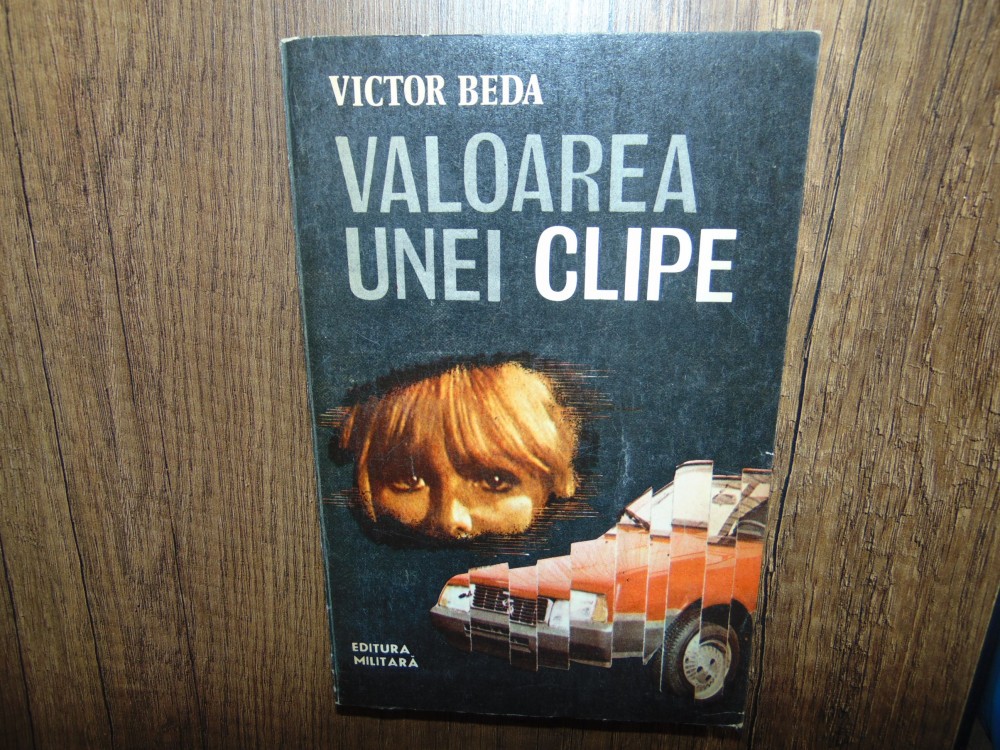 VICTOR BEDA
VALOAREA
UNEI CLIPE
EDITURA
MILITARĂ